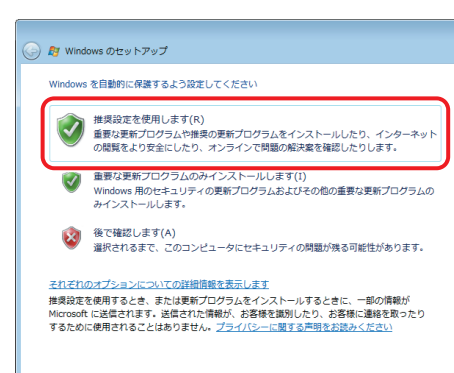 Windows のセットアップ
Windows を自動的に保護するよう設定してください
推奨設定を使用します(R)
重要な更新プログラムや推奨の更新プログラムをインストールしたり、インターネット
の閲覧をより安全にしたり、オンラインで問題の解決案を確認したりします。
重要な更新プログラムのみインストールします(I)
Windows 用のセキュリティの更新プログラムおよびその他の重要な更新プログラムの
みインストールします。
後で確認します(A)
選択されるまで、このコンピュータにセキュリティの問題が残る可能性があります。
それぞれのオプションについての詳細情報を表示します
推奨設定を使用するとき、または更新プログラムをインストールするときに、一部の情報が
Microsoft に送信されます。送信された情報が、お客様を識別したり、お客様に連絡を取ったり
するために使用されることはありません。プライバシーに関する声明をお読みください